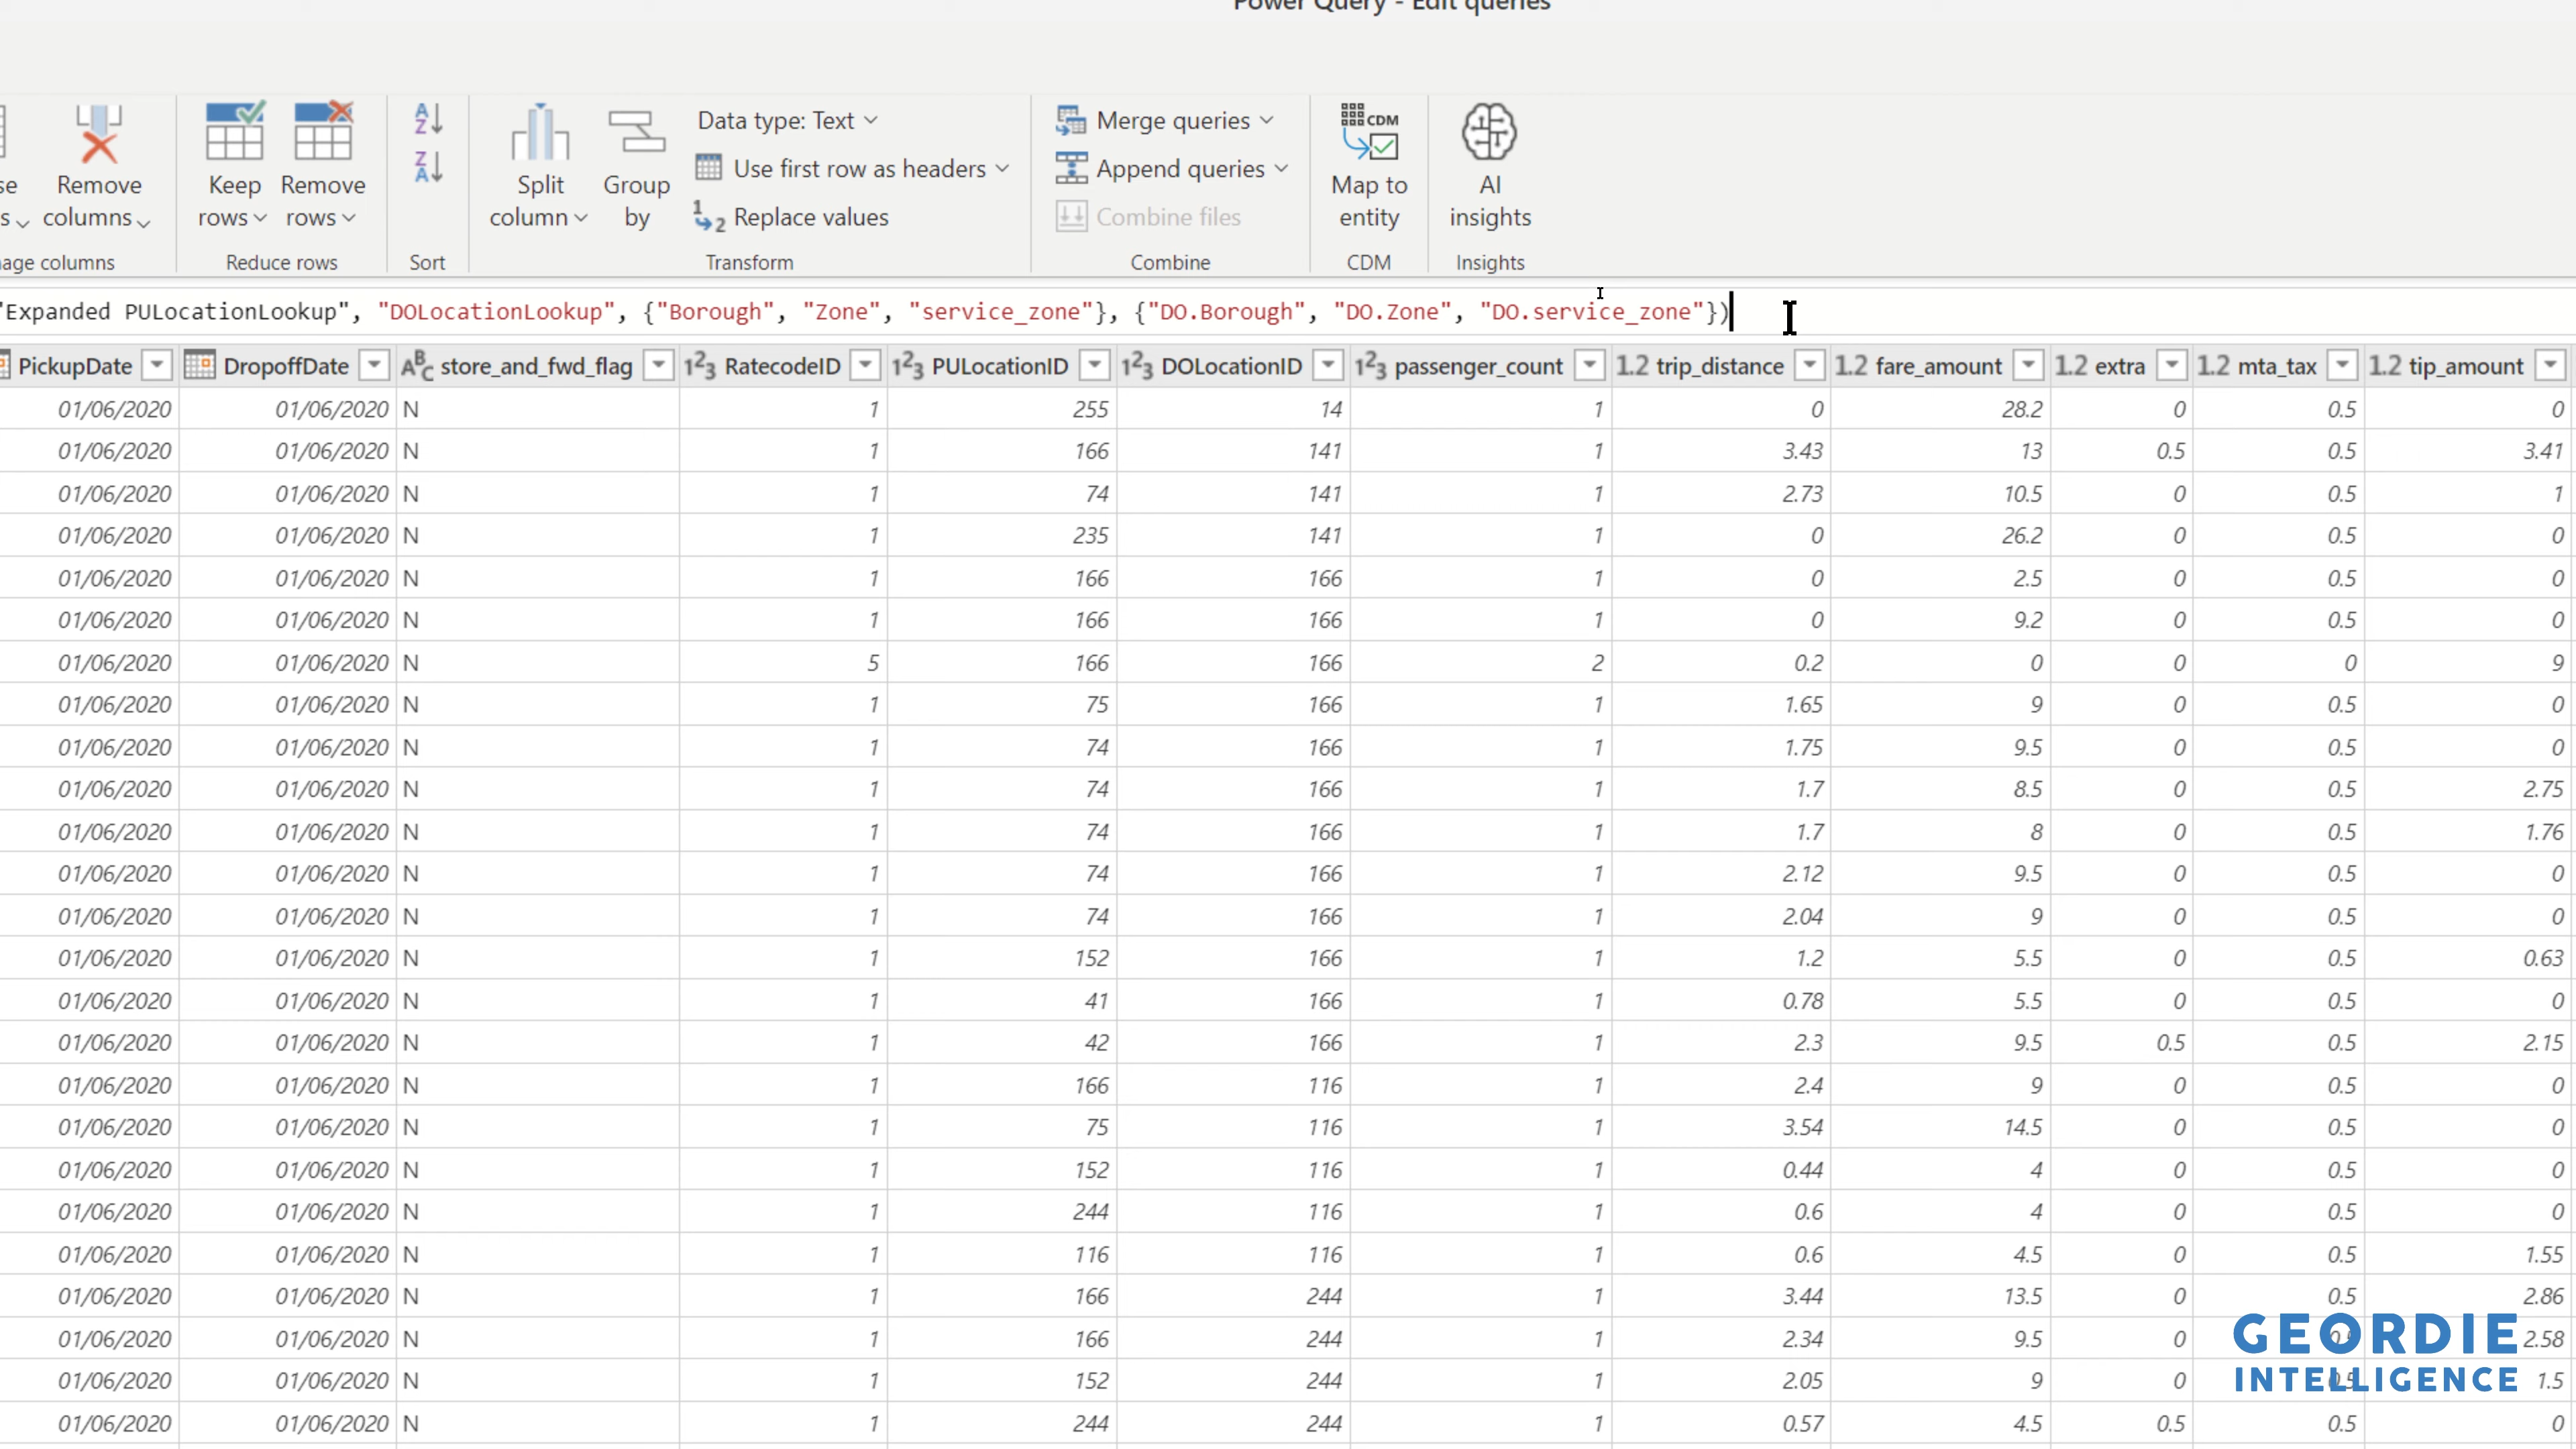 Power Query - Edit queries
se
s
Remove
columns
Keep
rows
Remove
rows
Split
column
Group
by
Data type: Text
Use first row as headers
Replace values
Merge queries
Append queries
Combine files
CDM
Map to
entity
AI
insights
age columns
Reduce rows
Sort
Transform
Combine
CDM
Insights
"Expanded PULocationLookup", "DOLocationLookup", {"Borough", "Zone", "service_zone"}, {"DO.Borough", "DO.Zone", "DO.service_zone"})
PickupDate DropoffDate ABC store_and_fwd_flag 123 RatecodeID 123 PULocationID 123 DOLocationID 123 passenger_count 1.2 trip_distance 1.2 fare_amount 1.2 extra 1.2 mta_tax 1.2 tip_amount
01/06/2020 01/06/2020 N 1 255 14 1 0 28.2 0 0.5 0
01/06/2020 01/06/2020 N 1 166 141 1 3.43 13 0.5 0.5 3.41
01/06/2020 01/06/2020 N 1 74 141 1 2.73 10.5 0 0.5 1
01/06/2020 01/06/2020 N 1 235 141 1 0 26.2 0 0.5 0
01/06/2020 01/06/2020 N 1 166 166 1 0 2.5 0 0.5 0
01/06/2020 01/06/2020 N 1 166 166 1 0 9.2 0 0.5 0
01/06/2020 01/06/2020 N 5 166 166 2 0.2 0 0 0 9
01/06/2020 01/06/2020 N 1 75 166 1 1.65 9 0 0.5 0
01/06/2020 01/06/2020 N 1 74 166 1 1.75 9.5 0 0.5 0
01/06/2020 01/06/2020 N 1 74 166 1 1.7 8.5 0 0.5 2.75
01/06/2020 01/06/2020 N 1 74 166 1 1.7 8 0 0.5 1.76
01/06/2020 01/06/2020 N 1 74 166 1 2.12 9.5 0 0.5 0
01/06/2020 01/06/2020 N 1 74 166 1 2.04 9 0 0.5 0
01/06/2020 01/06/2020 N 1 152 166 1 1.2 5.5 0 0.5 0.63
01/06/2020 01/06/2020 N 1 41 166 1 0.78 5.5 0 0.5 0
01/06/2020 01/06/2020 N 1 42 166 1 2.3 9.5 0.5 0.5 2.15
01/06/2020 01/06/2020 N 1 166 116 1 2.4 9 0 0.5 0
01/06/2020 01/06/2020 N 1 75 116 1 3.54 14.5 0 0.5 0
01/06/2020 01/06/2020 N 1 152 116 1 0.44 4 0 0.5 0
01/06/2020 01/06/2020 N 1 244 116 1 0.6 4 0 0.5 0
01/06/2020 01/06/2020 N 1 116 116 1 0.6 4.5 0 0.5 1.55
01/06/2020 01/06/2020 N 1 166 244 1 3.44 13.5 0 0.5 2.86
01/06/2020 01/06/2020 N 1 166 244 1 2.34 9.5 0 2.58
01/06/2020 01/06/2020 N 1 152 244 1 2.05 9 0 1.5
01/06/2020 01/06/2020 N 1 244 244 1 0.57 4.5 0.5 0.5 0
GEORDIE
INTELLIGENCE